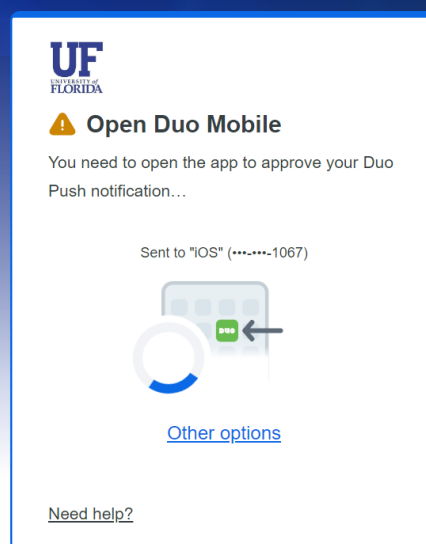 UF
UNIVERSITY of
FLORIDA
Open Duo Mobile
You need to open the app to approve your Duo
Push notification…
Sent to "iOS" (•••-•••-1067)
DUO
Other options
Need help?